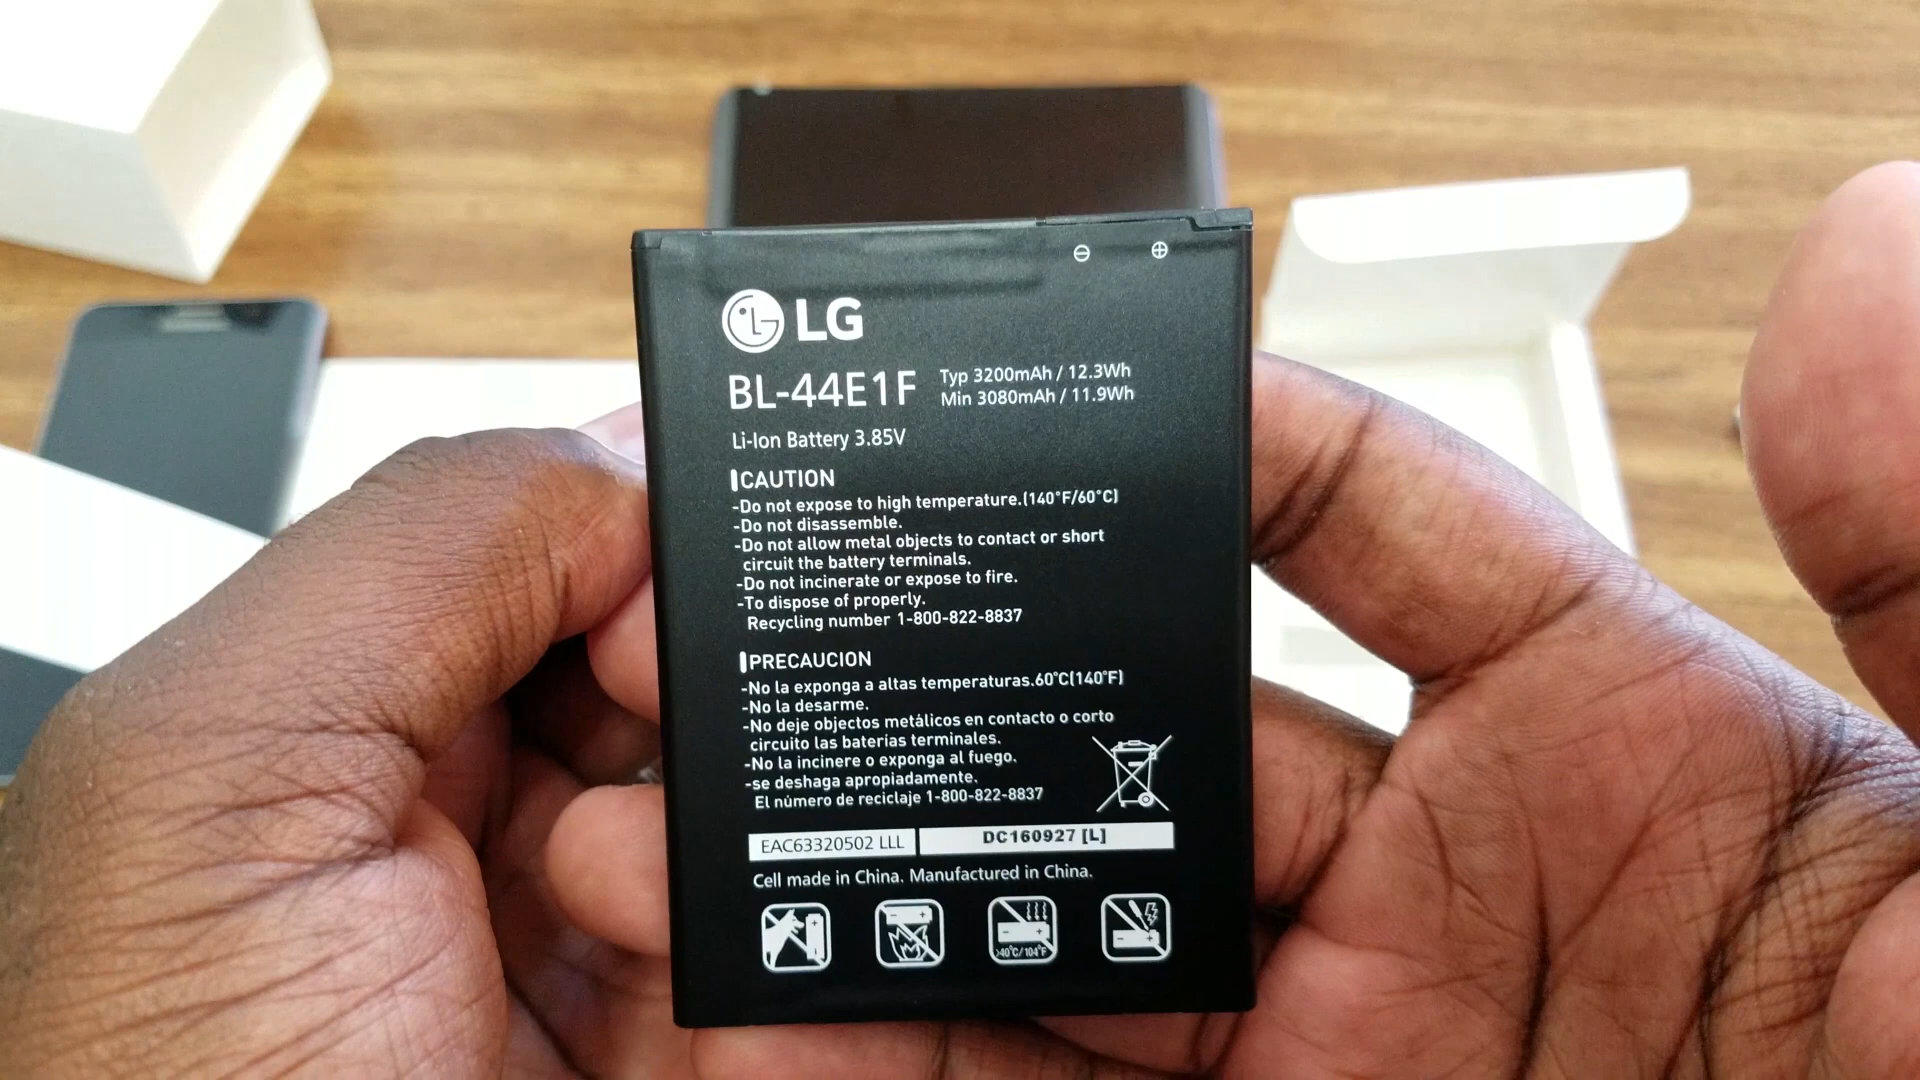 LG
BL-44E1F
Typ 3200mAh / 12.3Wh
Min 3080mAh / 11.9Wh
Li-Ion Battery 3.85V
CAUTION
-Do not expose to high temperature.(140°F/60°C)
-Do not disassemble.
-Do not allow metal objects to contact or short
circuit the battery terminals.
-Do not incinerate or expose to fire.
-To dispose of properly.
Recycling number 1-800-822-8837
PRECAUCION
-No la exponga a altas temperaturas.60°C(140°F)
-No la desarme.
-No deje objectos metálicos en contacto o corto
circuito las baterías terminales.
-No la incinere o exponga al fuego.
-se deshaga apropiadamente.
El número de reciclaje 1-800-822-8837
EAC63320502 LLL
DC160927 [L]
Cell made in China. Manufactured in China.
>40°C/104°F